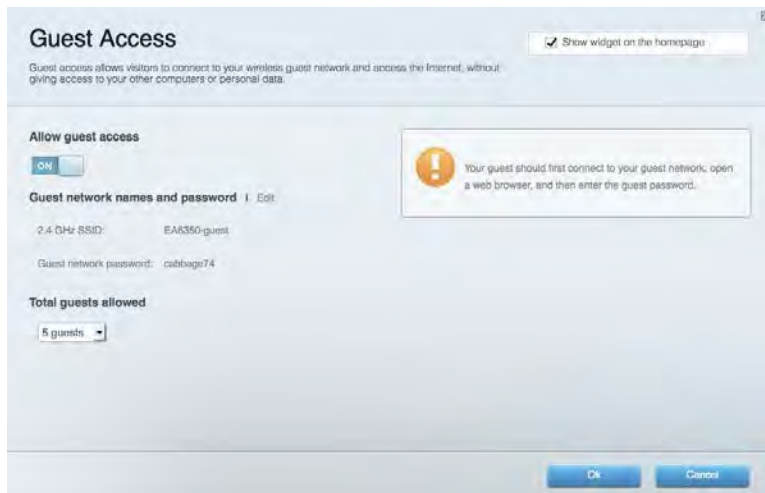 Guest Access
Show widget on the homepage
Guest access allows visitors to connect to your wireless guest network and access the Internet, without
giving access to your other computers or personal data.
Allow guest access
ON
Your guest should first connect to your guest network, open
a web browser, and then enter the guest password.
Guest network names and password | Edit
2.4 GHz SSID: EA6350-guest
Guest network password: cabbage74
Total guests allowed
5 guests
Ok
Cancel